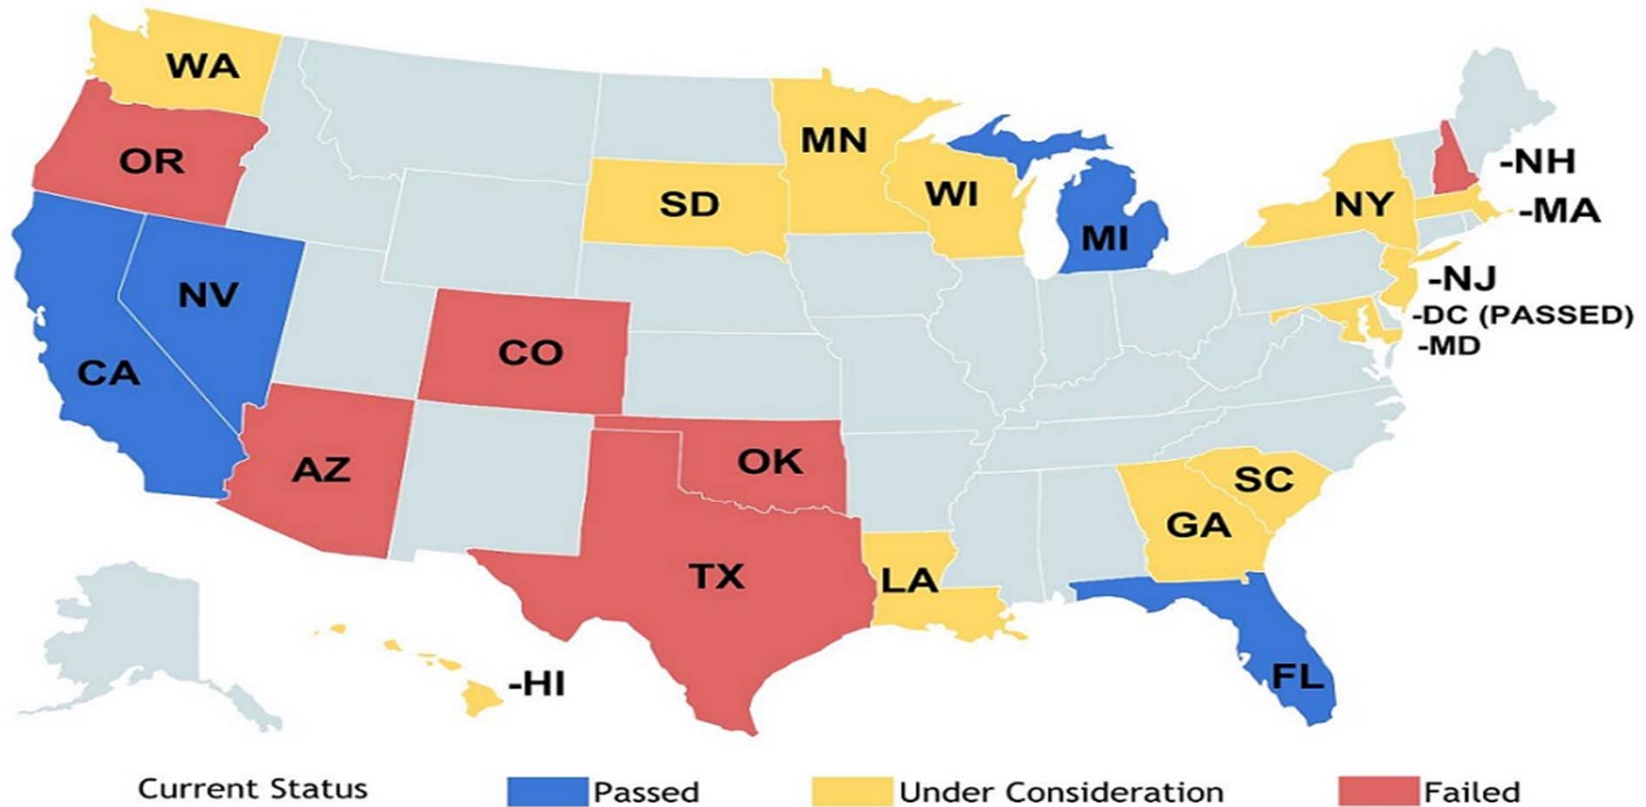 WA
OR
MN
-NH
SD
WI
NY
-MA
MI
NV
-NJ
-DC (PASSED)
-MD
CO
CA
AZ
OK
SC
GA
TX
LA
-HI
FL
Current Status
Passed
Under Consideration
Failed